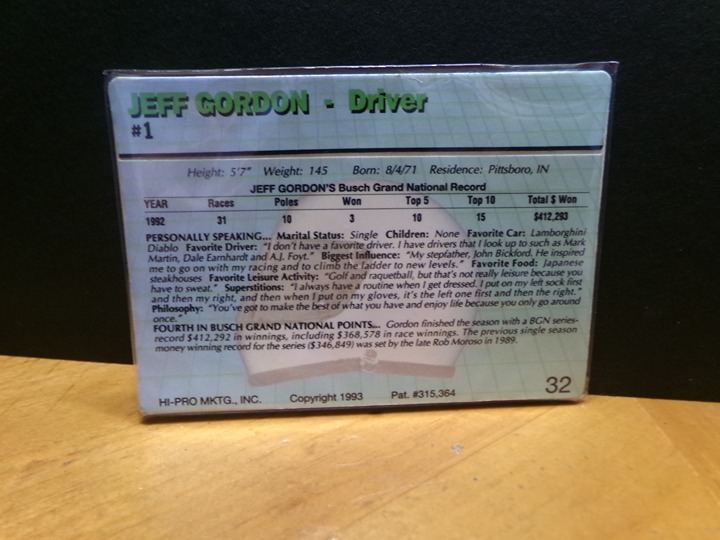 JEFF GORDON - Driver
#1
Height: 5'7" Weight: 145 Born: 8/4/71 Residence: Pittsboro, IN
JEFF GORDON'S Busch Grand National Record
YEAR Races Poles Won Top 5 Top 10 Total $ Won
1992 31 10 3 10 15 $412,293
PERSONALLY SPEAKING... Marital Status: Single Children: None Favorite Car: Lamborghini
Diablo Favorite Driver: "I don't have a favorite driver. I have drivers that I look up to such as Mark
Martin, Dale Earnhardt and A.J. Foyt." Biggest Influence: "My stepfather, John Bickford. He inspired
me to go on with my racing and to climb the ladder to new levels." Favorite Food: Japanese
steakhouses Favorite Leisure Activity: "Golf and raquetball, but that's not really leisure because you
have to sweat." Superstitions: "I always have a routine when I get dressed. I put on my left sock first
and then my right, and then when I put on my gloves, it's the left one first and then the right."
Philosophy: "You've got to make the best of what you have and enjoy life because you only go around
once."
FOURTH IN BUSCH GRAND NATIONAL POINTS... Gordon finished the season with a BGN series-
record $412,292 in winnings, including $368,578 in race winnings. The previous single season
money winning record for the series ($346,849) was set by the late Rob Moroso in 1989.
HI-PRO MKTG., INC. Copyright 1993 Pat. #315,364 32